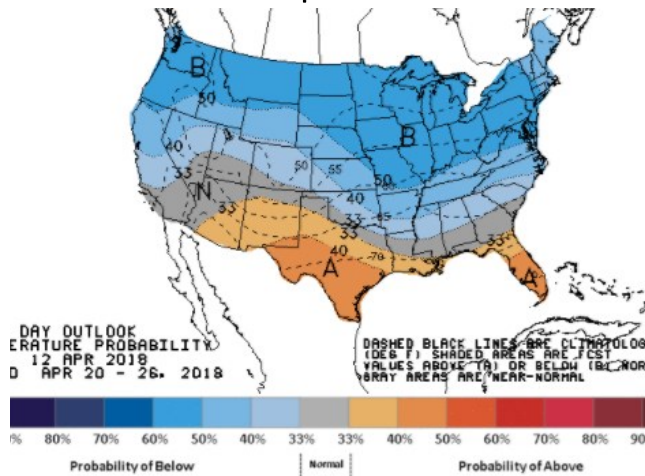 B
50
B
40
33
50
55
50
40
N
33
33
33
40
70
A
33
A
DAY OUTLOOK
ERATURE PROBABILITY
12 APR 2018
D APR 20 - 26, 2018
DASHED BLACK LINES ARE CLIMATOLOG
(DEG F) SHADED AREAS ARE FCST
VALUES ABOVE (A) OR BELOW (B) NOR
GRAY AREAS ARE NEAR-NORMAL
% 80% 70% 60% 50% 40% 33% 33% 40% 50% 60% 70% 80% 90
Probability of Below Normal Probability of Above